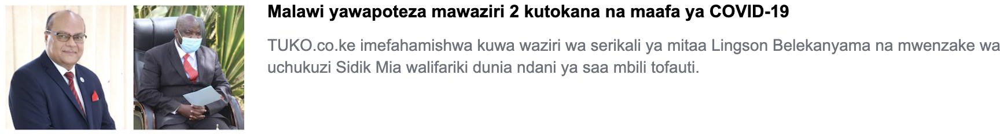 Malawi yawapoteza mawaziri 2 kutokana na maafa ya COVID-19
TUKO.co.ke imefahamishwa kuwa waziri wa serikali ya mitaa Lingson Belekanyama na mwenzake wa
uchukuzi Sidik Mia walifariki dunia ndani ya saa mbili tofauti.